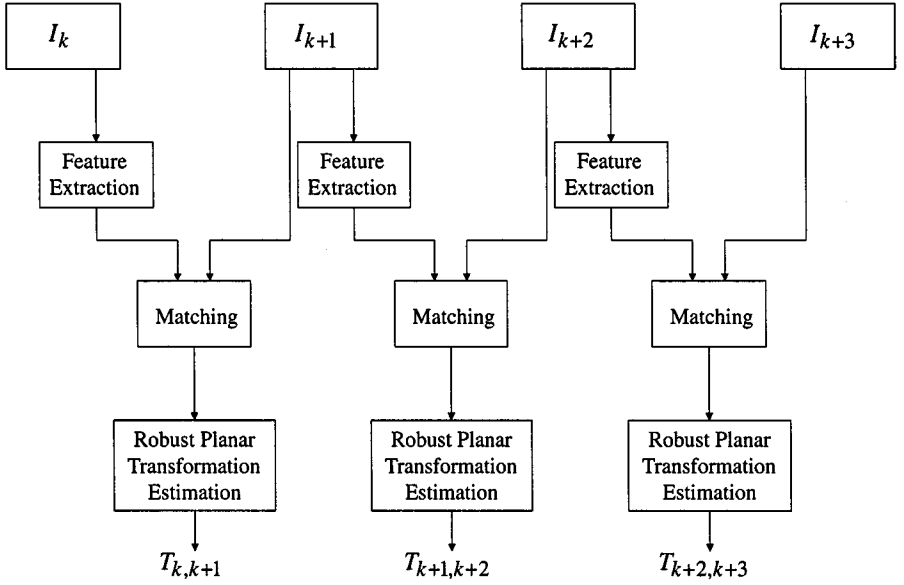 I_k
I_{k+1}
I_{k+2}
I_{k+3}
Feature
Extraction
Feature
Extraction
Feature
Extraction
Matching
Matching
Matching
Robust Planar
Transformation
Estimation
Robust Planar
Transformation
Estimation
Robust Planar
Transformation
Estimation
T_{k,k+1}
T_{k+1,k+2}
T_{k+2,k+3}